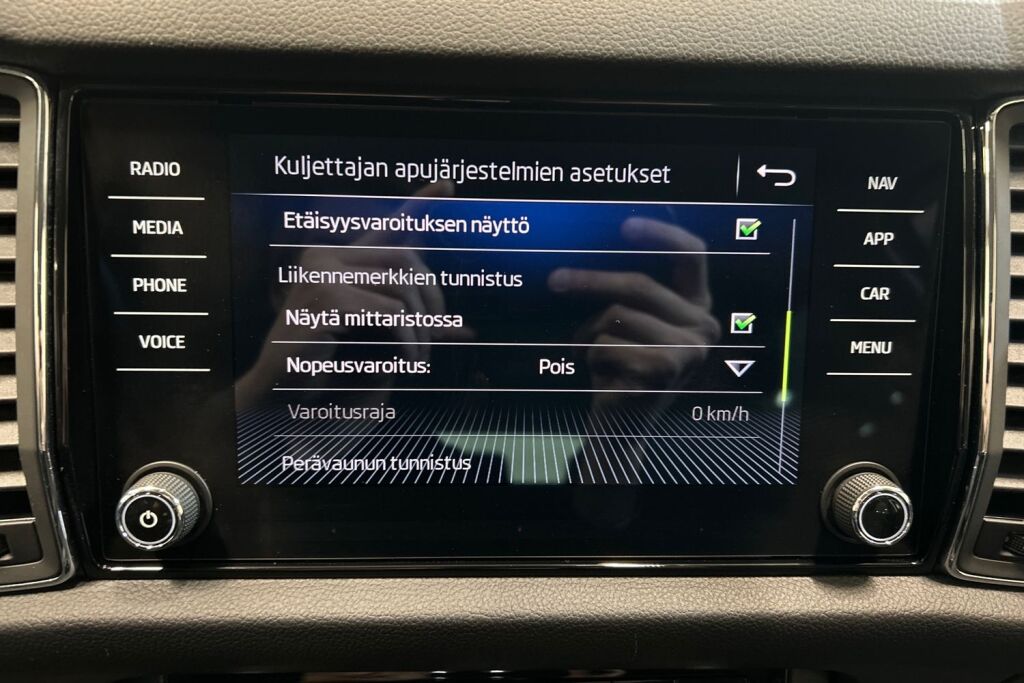 RADIO
MEDIA
PHONE
VOICE
Kuljettajan apujärjestelmien asetukset
Etäisyysvaroituksen näyttö
Liikennemerkkien tunnistus
Näytä mittaristossa
Nopeusvaroitus: Pois
Varoitusraja 0 km/h
Perävaunun tunnistus
NAV
APP
CAR
MENU